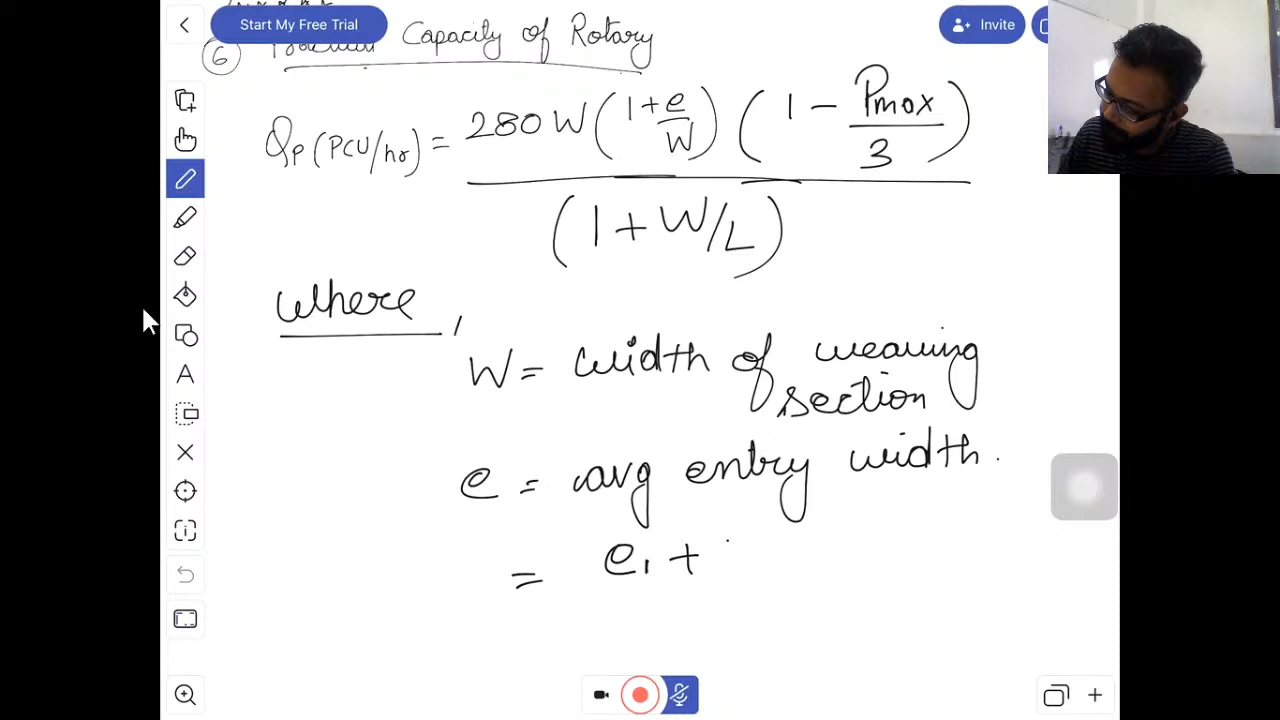 Start My Free Trial
Invite
6 Practical Capacity of Rotary
Qp (PCU/hr) = 280 W (1+e/W) (1 - Pmax/3)
(1 + W/L)
where,
W = width of weaving
section
e = avg entry width.
= e1 +
A